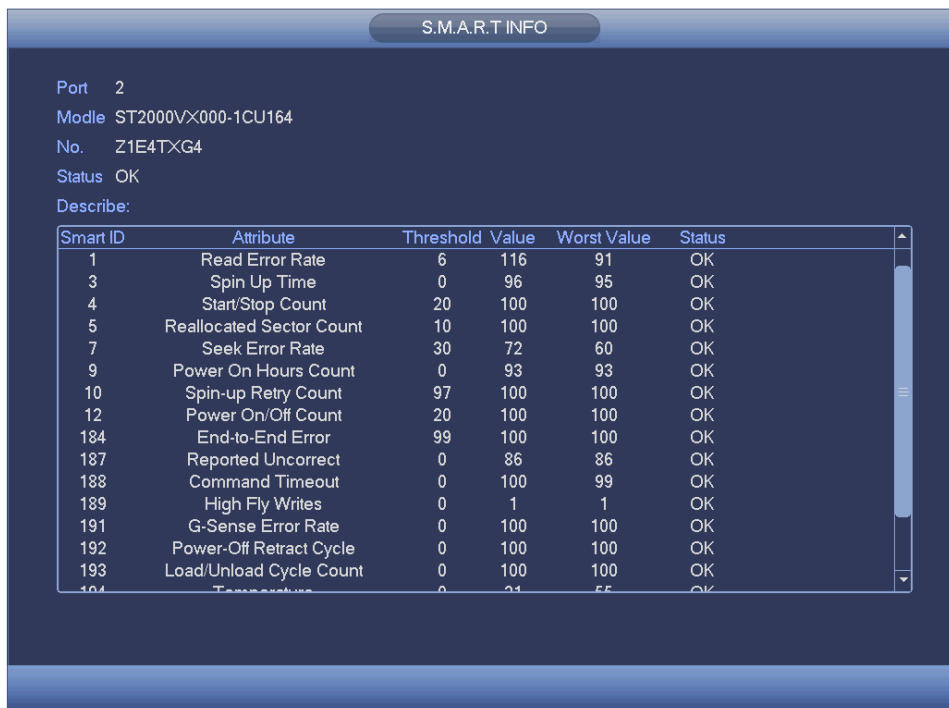 S.M.A.R.T INFO
Port 2
Modle ST2000VX000-1CU164
No. Z1E4TXG4
Status OK
Describe:
Smart ID Attribute Threshold Value Worst Value Status
1 Read Error Rate 6 116 91 OK
3 Spin Up Time 0 96 95 OK
4 Start/Stop Count 20 100 100 OK
5 Reallocated Sector Count 10 100 100 OK
7 Seek Error Rate 30 72 60 OK
9 Power On Hours Count 0 93 93 OK
10 Spin-up Retry Count 97 100 100 OK
12 Power On/Off Count 20 100 100 OK
184 End-to-End Error 99 100 100 OK
187 Reported Uncorrect 0 86 86 OK
188 Command Timeout 0 100 99 OK
189 High Fly Writes 0 1 1 OK
191 G-Sense Error Rate 0 100 100 OK
192 Power-Off Retract Cycle 0 100 100 OK
193 Load/Unload Cycle Count 0 100 100 OK
194 Temperature 0 55 OK